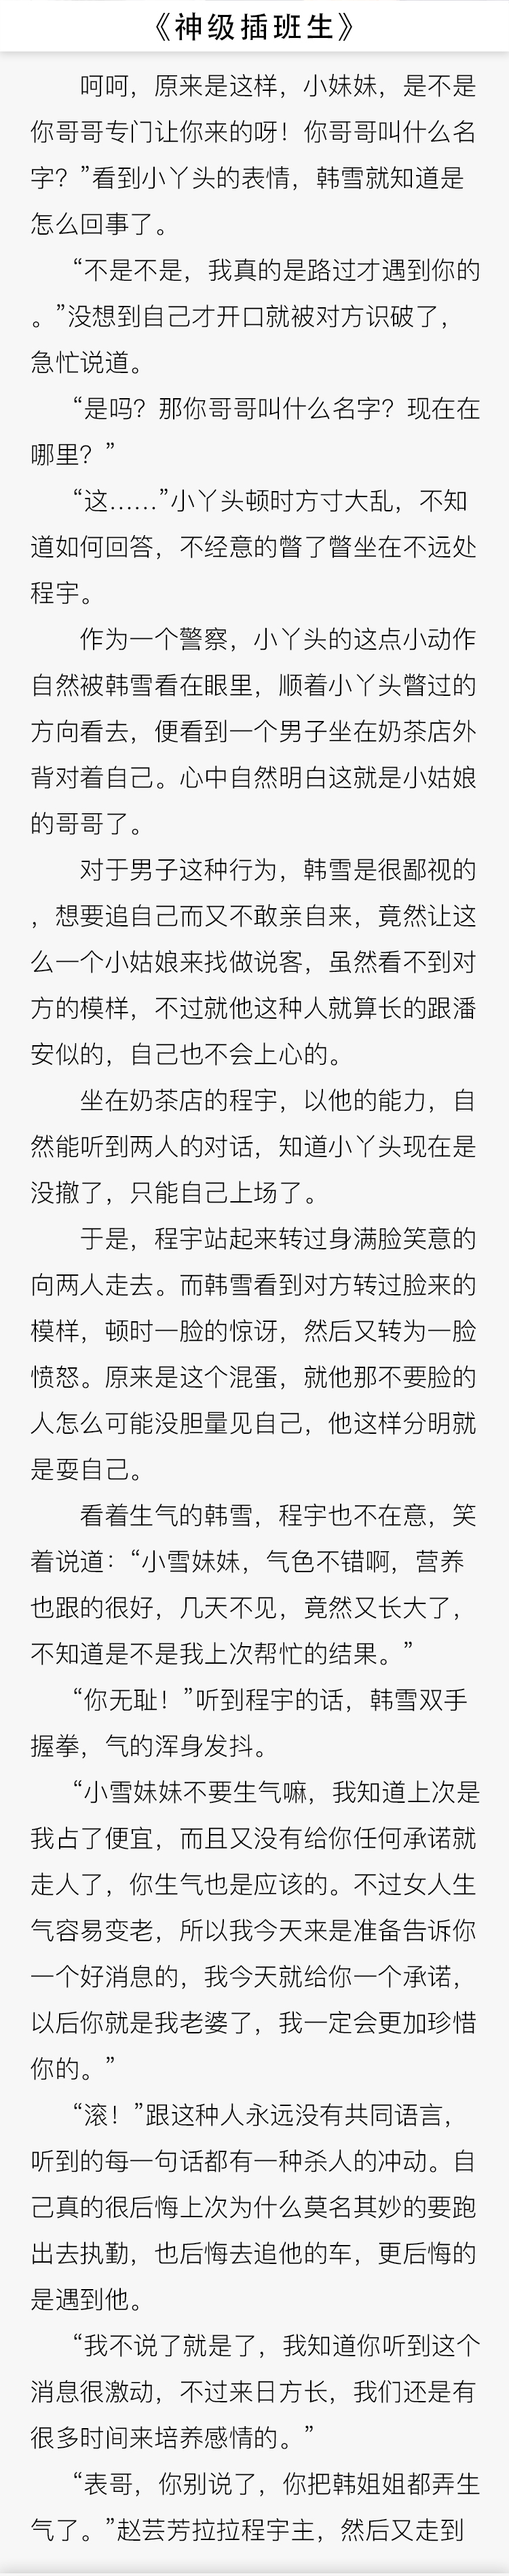 《神级插班生》
呵呵，原来是这样，小妹妹，是不是
你哥哥专门让你来的呀！你哥哥叫什么名
字？”看到小丫头的表情，韩雪就知道是
怎么回事了。
“不是不是，我真的是路过才遇到你的
。”没想到自己才开口就被对方识破了，
急忙说道。
“是吗？那你哥哥叫什么名字？现在在
哪里？”
“这……”小丫头顿时方寸大乱，不知
道如何回答，不经意的瞥了瞥坐在不远处
程宇。
作为一个警察，小丫头的这点小动作
自然被韩雪看在眼里，顺着小丫头瞥过的
方向看去，便看到一个男子坐在奶茶店外
背对着自己。心中自然明白这就是小姑娘
的哥哥了。
对于男子这种行为，韩雪是很鄙视的
，想要追自己而又不敢亲自来，竟然让这
么一个小姑娘来找做说客，虽然看不到对
方的模样，不过就他这种人就算长的跟潘
安似的，自己也不会上心的。
坐在奶茶店的程宇，以他的能力，自
然能听到两人的对话，知道小丫头现在是
没撤了，只能自己上场了。
于是，程宇站起来转过身满脸笑意的
向两人走去。而韩雪看到对方转过脸来的
模样，顿时一脸的惊讶，然后又转为一脸
愤怒。原来是这个混蛋，就他那不要脸的
人怎么可能没胆量见自己，他这样分明就
是耍自己。
看着生气的韩雪，程宇也不在意，笑
着说道：“小雪妹妹，气色不错啊，营养
也跟的很好，几天不见，竟然又长大了，
不知道是不是我上次帮忙的结果。”
“你无耻！”听到程宇的话，韩雪双手
握拳，气的浑身发抖。
“小雪妹妹不要生气嘛，我知道上次是
我占了便宜，而且又没有给你任何承诺就
走人了，你生气也是应该的。不过女人生
气容易变老，所以我今天来是准备告诉你
一个好消息的，我今天就给你一个承诺，
以后你就是我老婆了，我一定会更加珍惜
你的。”
“滚！”跟这种人永远没有共同语言，
听到的每一句话都有一种杀人的冲动。自
己真的很后悔上次为什么莫名其妙的要跑
出去执勤，也后悔去追他的车，更后悔的
是遇到他。
“我不说了就是了，我知道你听到这个
消息很激动，不过来日方长，我们还是有
很多时间来培养感情的。”
“表哥，你别说了，你把韩姐姐都弄生
气了。”赵芸芳拉拉程宇主，然后又走到